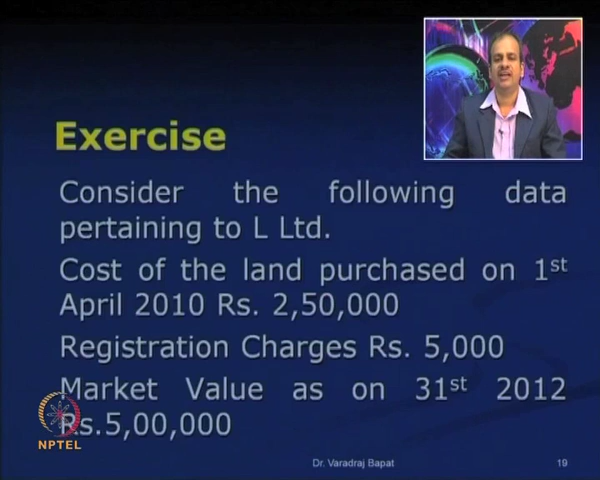 Exercise
Consider the following data
pertaining to L Ltd.
Cost of the land purchased on 1st
April 2010 Rs. 2,50,000
Registration Charges Rs. 5,000
Market Value as on 31st 2012
Rs.5,00,000
NPTEL
Dr. Varadraj Bapat
19